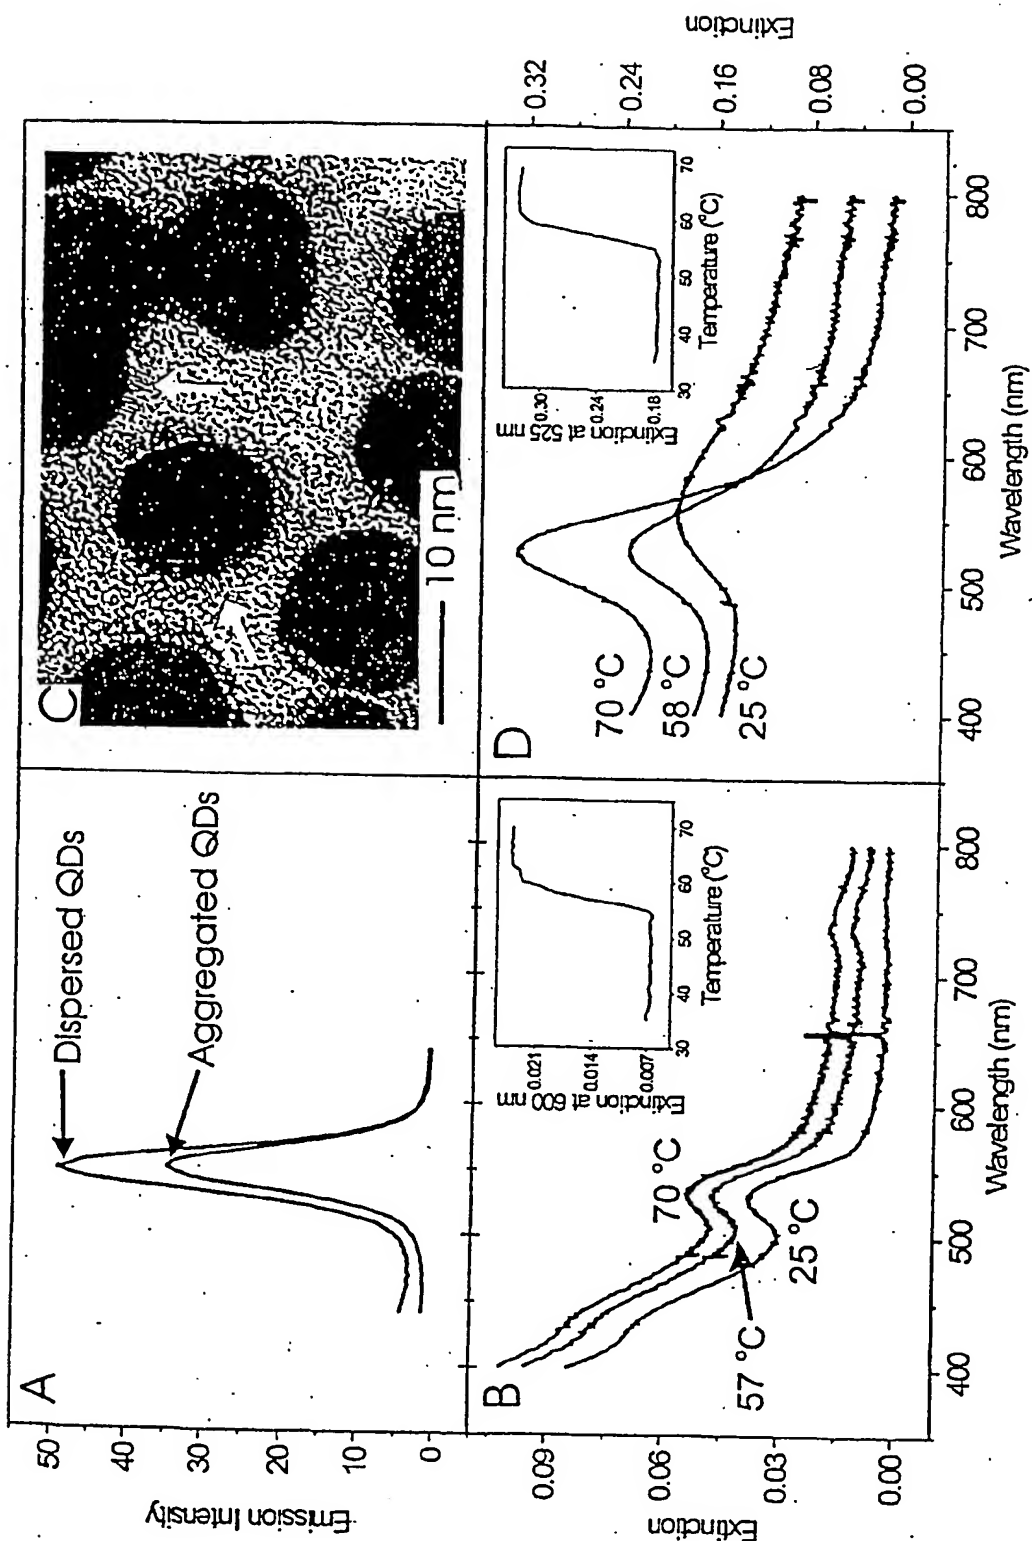 A
Emission Intensity
50
40
30
20
10
0
Dispersed QDs
Aggregated QDs
C
10 nm
B
Extinction
0.09
0.06
0.03
0.00
70 °C
57 °C
25 °C
400
500
600
700
800
Wavelength (nm)
Extinction at 600 nm
0.021
0.014
0.007
30
40
50
60
70
Temperature (°C)
D
70 °C
58 °C
25 °C
400
500
600
700
800
Wavelength (nm)
Extinction at 525 nm
0.30
0.24
0.18
30
40
50
60
70
Temperature (°C)
Extinction
0.32
0.24
0.16
0.08
0.00